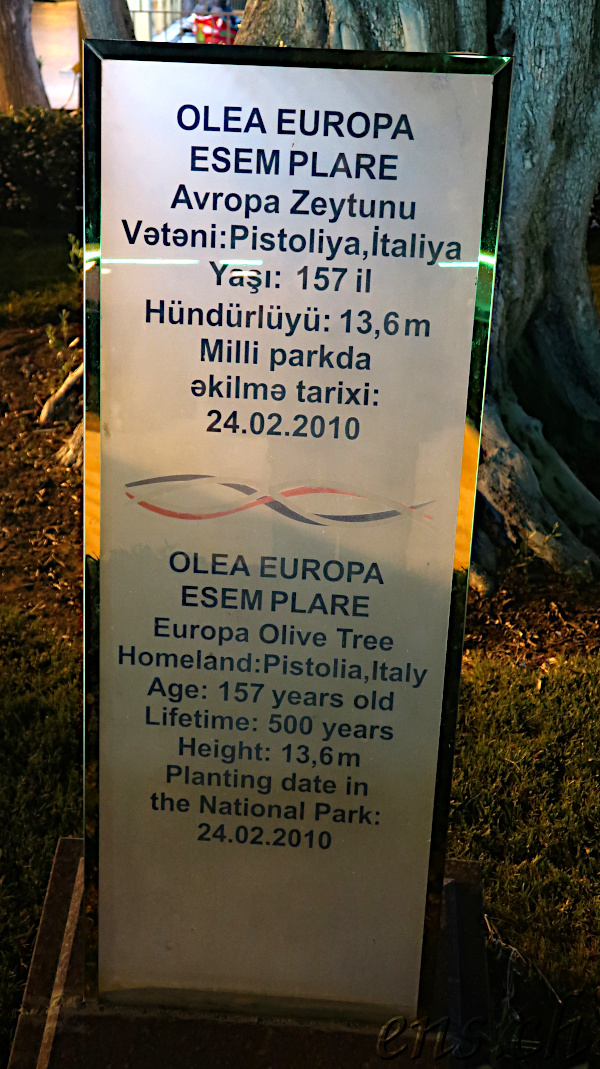 OLEA EUROPA
ESEM PLARE
Avropa Zeytunu
Vətəni:Pistoliya,İtaliya
Yaşı: 157 il
Hündürlüyü: 13,6 m
Milli parkda
əkilmə tarixi:
24.02.2010
OLEA EUROPA
ESEM PLARE
Europa Olive Tree
Homeland:Pistolia,Italy
Age: 157 years old
Lifetime: 500 years
Height: 13,6 m
Planting date in
the National Park:
24.02.2010
ensi.ch